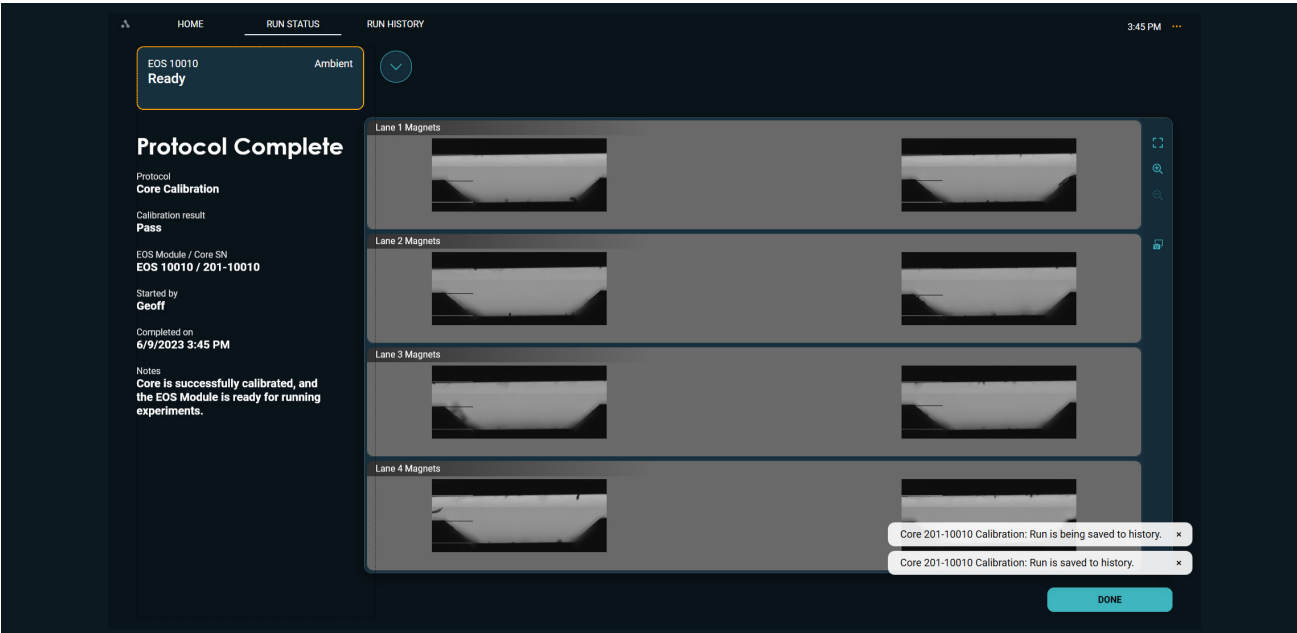 HOME RUN STATUS RUN HISTORY 3:45 PM
EOS 10010 Ambient
Ready
Protocol Complete
Protocol
Core Calibration
Calibration result
Pass
EOS Module / Core SN
EOS 10010 / 201-10010
Started by
Geoff
Completed on
6/9/2023 3:45 PM
Notes
Core is successfully calibrated, and
the EOS Module is ready for running
experiments.
Lane 1 Magnets
Lane 2 Magnets
Lane 3 Magnets
Lane 4 Magnets
Core 201-10010 Calibration: Run is being saved to history. ×
Core 201-10010 Calibration: Run is saved to history. ×
DONE